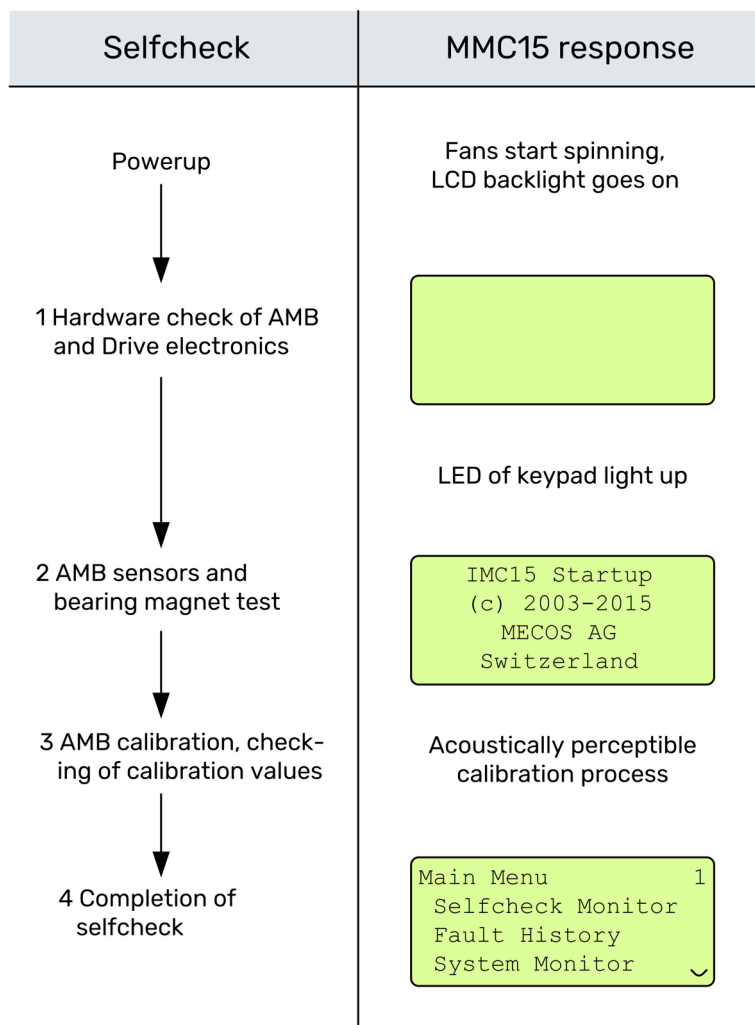 Selfcheck
MMC15 response
Powerup
Fans start spinning,
LCD backlight goes on
1 Hardware check of AMB
and Drive electronics
LED of keypad light up
2 AMB sensors and
bearing magnet test
IMC15 Startup
(c) 2003-2015
MECOS AG
Switzerland
3 AMB calibration, check-
ing of calibration values
Acoustically perceptible
calibration process
4 Completion of
selfcheck
Main Menu 1
Selfcheck Monitor
Fault History
System Monitor